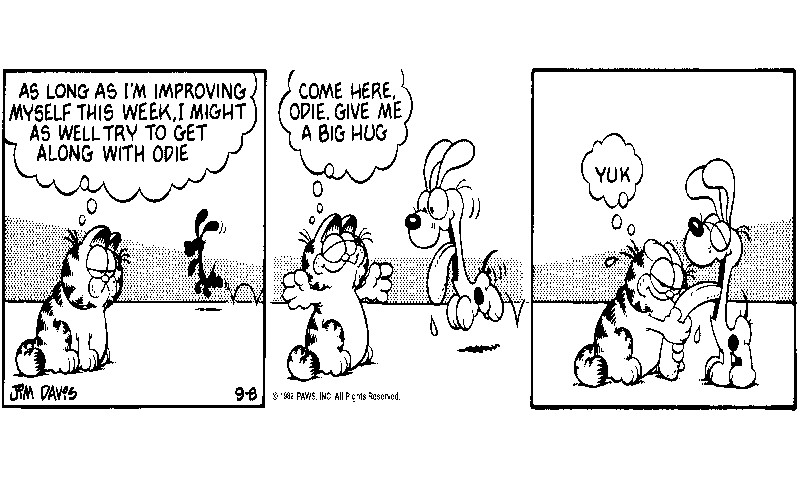 AS LONG AS I'M IMPROVING
MYSELF THIS WEEK, I MIGHT
AS WELL TRY TO GET
ALONG WITH ODIE
JIM DAVIS
9-8
COME HERE,
ODIE. GIVE ME
A BIG HUG
© 1982 PAWS, INC. All Rights Reserved.
YUK